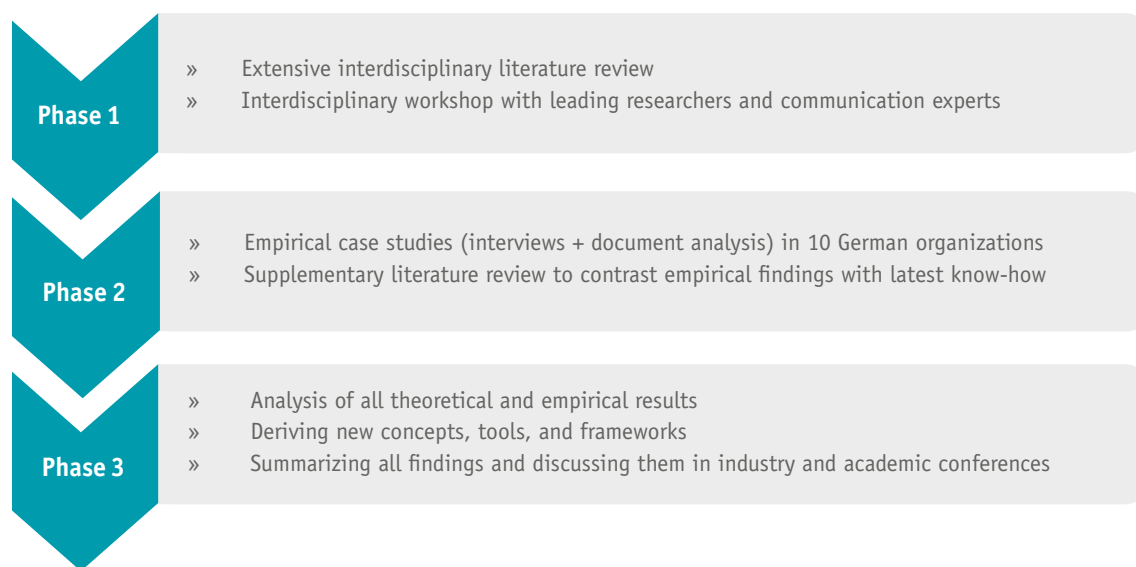 Phase 1
» Extensive interdisciplinary literature review
» Interdisciplinary workshop with leading researchers and communication experts
Phase 2
» Empirical case studies (interviews + document analysis) in 10 German organizations
» Supplementary literature review to contrast empirical findings with latest know-how
Phase 3
» Analysis of all theoretical and empirical results
» Deriving new concepts, tools, and frameworks
» Summarizing all findings and discussing them in industry and academic conferences